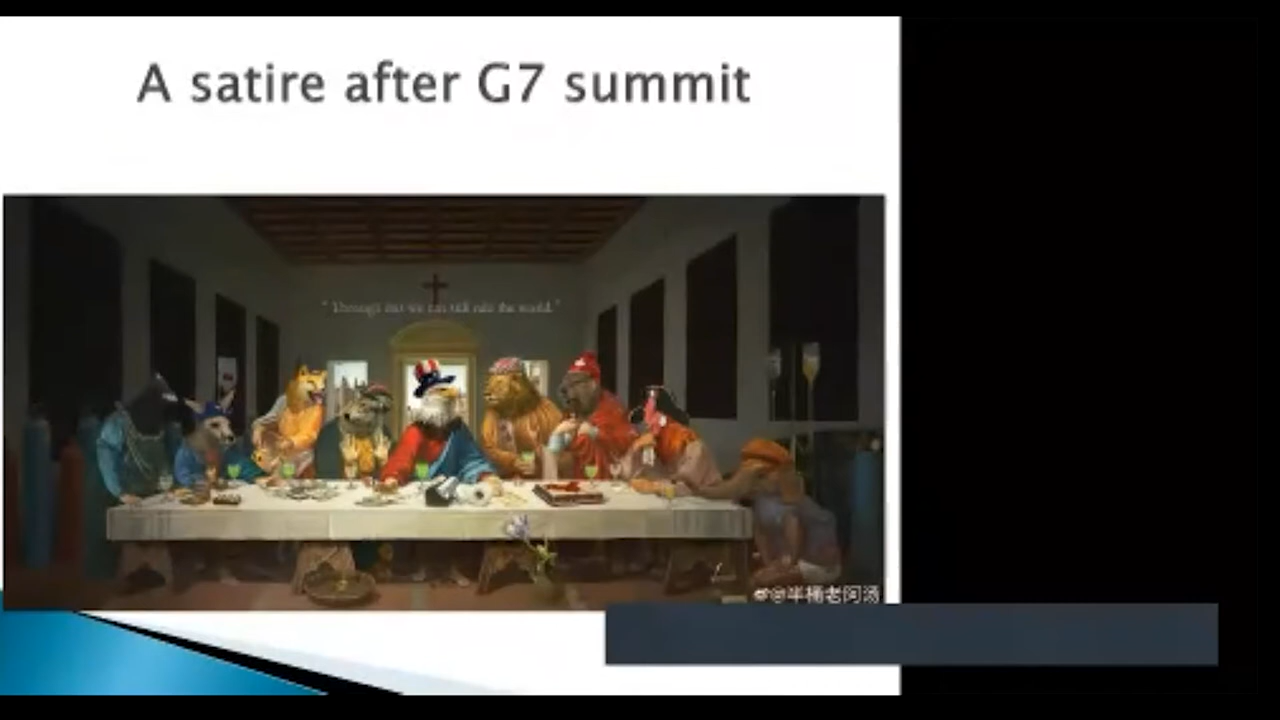 A satire after G7 summit
“ Through this we can still rule the world. ”
@半桶老阿汤